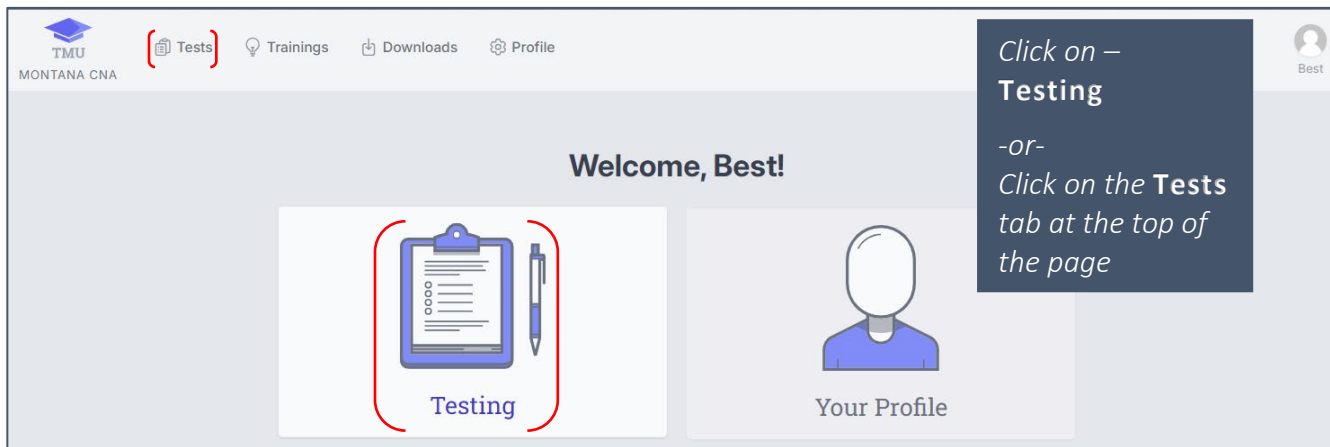 TMU
MONTANA CNA
Tests
Trainings
Downloads
Profile
Best
Click on –
Testing
-or-
Click on the Tests
tab at the top of
the page
Welcome, Best!
Testing
Your Profile